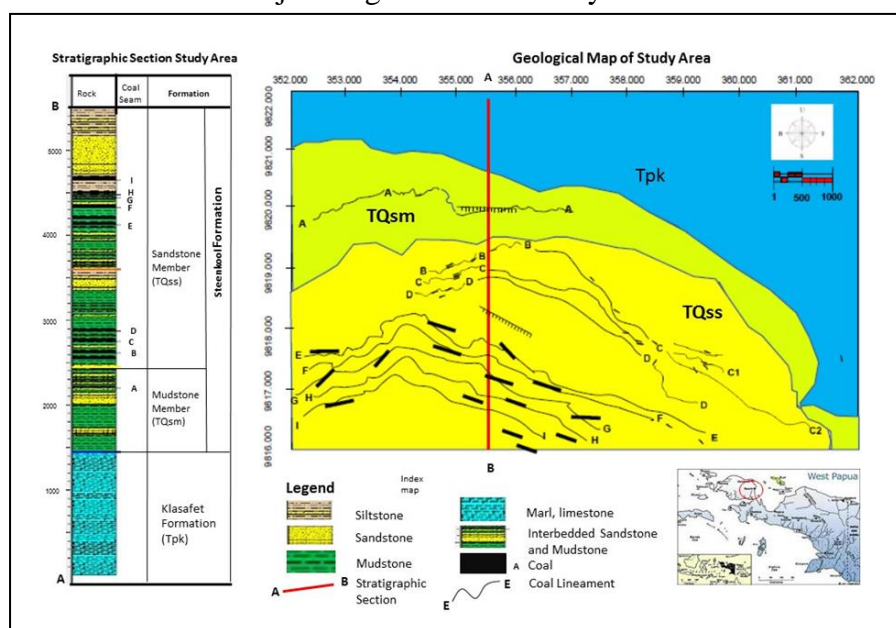 Stratigraphic Section Study Area
Rock
Coal Seam
Formation
B
5000
4000
3000
2000
1000
A
I
H
G
F
E
D
C
B
A
Sandstone Member (TQss)
Mudstone Member (TQsm)
Steenkool Formation
Klasafet Formation (Tpk)
Geological Map of Study Area
A
352.000 353.000 354.000 355.000 356.000 357.000 358.000 359.000 360.000 361.000 362.000
9822.000
9821.000
9820.000
9819.000
9818.000
9817.000
9816.000
Tpk
TQsm
TQss
A
A
A
B
B
B
B
C
C
C
C1
C2
D
D
D
D
E
E
F
F
G
G
H
H
I
I
B
0 500 1000
Legend
Index map
Siltstone
Sandstone
Mudstone
A B Stratigraphic Section
Marl, limestone
Interbedded Sandstone and Mudstone
A Coal
E E Coal Lineament
West Papua